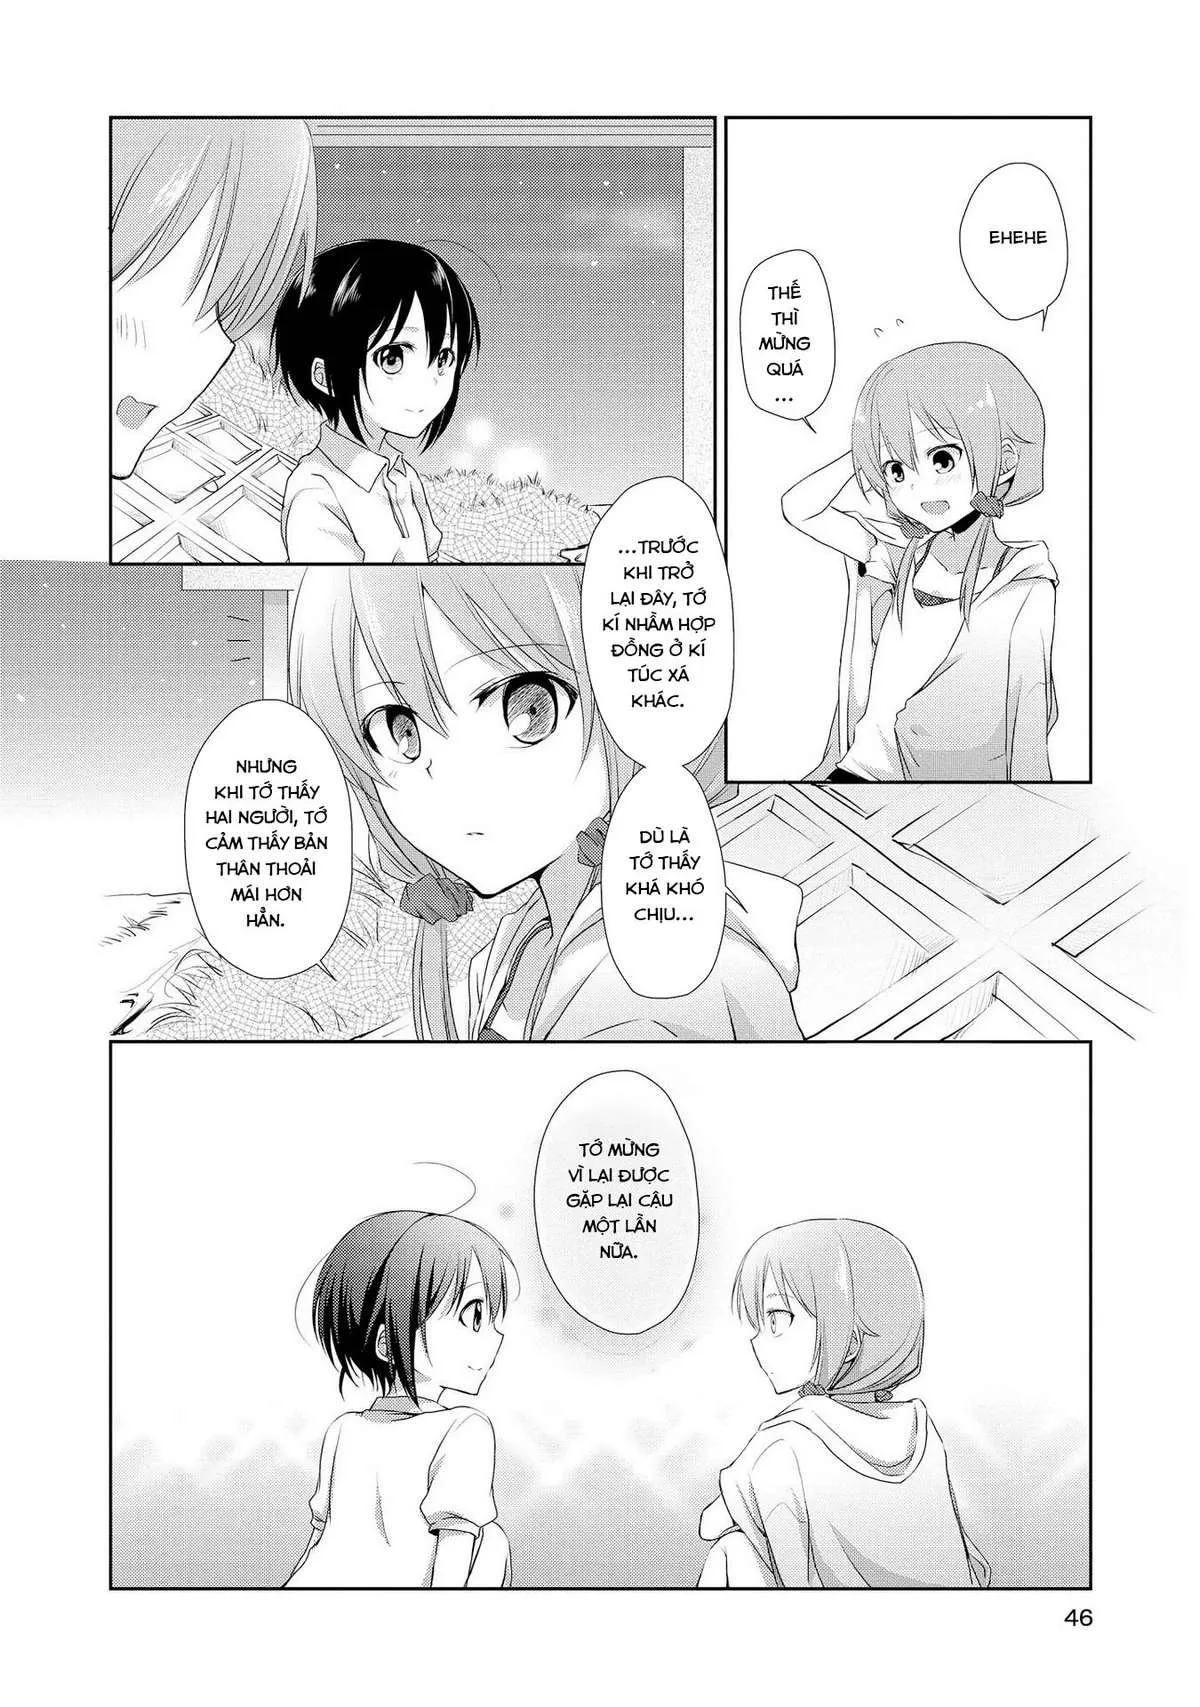 EHEHE
THẾ
THÌ
MỪNG
QUÁ
...
...TRƯỚC
KHI TRỞ
LẠI ĐÂY, TỚ
KÍ NHẦM HỢP
ĐỒNG Ở KÍ
TÚC XÁ
KHÁC.
DÙ LÀ
TỚ THẤY
KHÁ KHÓ
CHỊU...
NHƯNG
KHI TỚ THẤY
HAI NGƯỜI, TỚ
CẢM THẤY BẢN
THÂN THOẢI
MÁI HƠN
HẲN.
TỚ MỪNG
VÌ LẠI ĐƯỢC
GẶP LẠI CẬU
MỘT LẦN
NỮA.
46